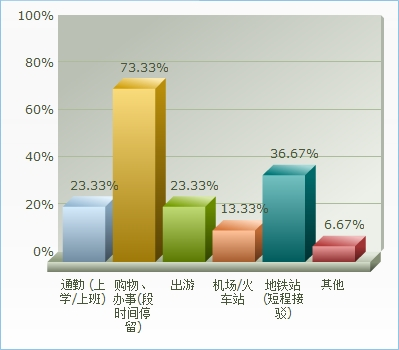 100%
80%
60%
40%
20%
0%
23.33%
73.33%
23.33%
13.33%
36.67%
6.67%
通勤（上
学/上班）
购物、
办事(段
时间停
留)
出游
机场/火
车站
地铁站
(短程接
驳)
其他